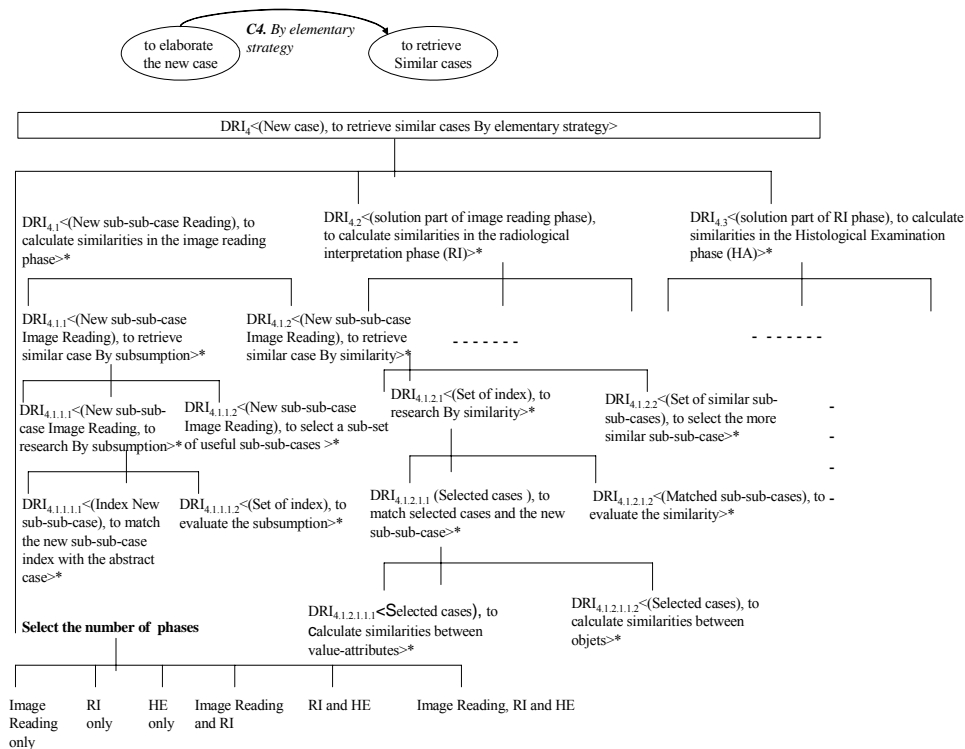 C4. By elementary
strategy
to elaborate
the new case
to retrieve
Similar cases
DRI4<(New case), to retrieve similar cases By elementary strategy>
DRI4.1<(New sub-sub-case Reading), to
calculate similarities in the image reading
phase>*
DRI4.2<(solution part of image reading phase),
to calculate similarities in the radiological
interpretation phase (RI)>*
DRI4.3<(solution part of RI phase), to calculate
similarities in the Histological Examination
phase (HA)>*
DRI4.1.1<(New sub-sub-case
Image Reading), to retrieve
similar case By subsumption>*
DRI4.1.2<(New sub-sub-case
Image Reading), to retrieve
similar case By similarity>*
- - - - - - -
- - - - - - -
DRI4.1.1.1<(New sub-sub-
case Image Reading, to
research By subsumption>*
DRI4.1.1.2<(New sub-sub-case
Image Reading), to select a sub-set
of useful sub-sub-cases >*
DRI4.1.2.1<(Set of index), to
research By similarity>*
DRI4.1.2.2<(Set of similar sub-
sub-cases), to select the more
similar sub-sub-case>*
-
-
-
-
DRI4.1.1.1.1<(Index New
sub-sub-case), to match
the new sub-sub-case
index with the abstract
case>*
DRI4.1.1.1.2<(Set of index), to
evaluate the subsumption>*
DRI4.1.2.1.1 (Selected cases ), to
match selected cases and the new
sub-sub-case>*
DRI4.1.2.1.2<(Matched sub-sub-cases), to
evaluate the similarity>*
DRI4.1.2.1.1.1<Selected cases), to
calculate similarities between
value-attributes>*
DRI4.1.2.1.1.2<(Selected cases), to
calculate similarities between
objets>*
Select the number of phases
Image
Reading
only
RI
only
HE
only
Image Reading
and RI
RI and HE
Image Reading, RI and HE